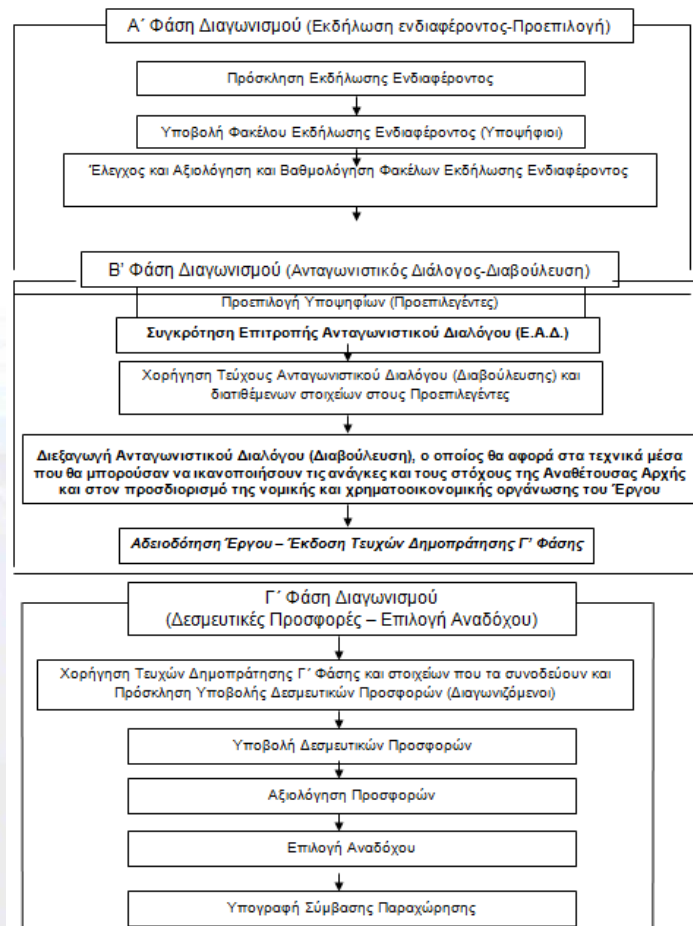 Α΄ Φάση Διαγωνισμού (Εκδήλωση ενδιαφέροντος-Προεπιλογή)
Πρόσκληση Εκδήλωσης Ενδιαφέροντος
Υποβολή Φακέλου Εκδήλωσης Ενδιαφέροντος (Υποψήφιοι)
Έλεγχος και Αξιολόγηση και Βαθμολόγηση Φακέλων Εκδήλωσης Ενδιαφέροντος
Β' Φάση Διαγωνισμού (Ανταγωνιστικός Διάλογος-Διαβούλευση)
Προεπιλογή Υποψηφίων (Προεπιλεγέντες)
Συγκρότηση Επιτροπής Ανταγωνιστικού Διαλόγου (Ε.Α.Δ.)
Χορήγηση Τεύχους Ανταγωνιστικού Διαλόγου (Διαβούλευσης) και
διατιθέμενων στοιχείων στους Προεπιλεγέντες
Διεξαγωγή Ανταγωνιστικού Διαλόγου (Διαβούλευση), ο οποίος θα αφορά στα τεχνικά μέσα
που θα μπορούσαν να ικανοποιήσουν τις ανάγκες και τους στόχους της Αναθέτουσας Αρχής
και στον προσδιορισμό της νομικής και χρηματοοικονομικής οργάνωσης του Έργου
Αδειοδότηση Έργου – Έκδοση Τευχών Δημοπράτησης Γ' Φάσης
Γ΄ Φάση Διαγωνισμού
(Δεσμευτικές Προσφορές – Επιλογή Αναδόχου)
Χορήγηση Τευχών Δημοπράτησης Γ΄ Φάσης και στοιχείων που τα συνοδεύουν και
Πρόσκληση Υποβολής Δεσμευτικών Προσφορών (Διαγωνιζόμενοι)
Υποβολή Δεσμευτικών Προσφορών
Αξιολόγηση Προσφορών
Επιλογή Αναδόχου
Υπογραφή Σύμβασης Παραχώρησης